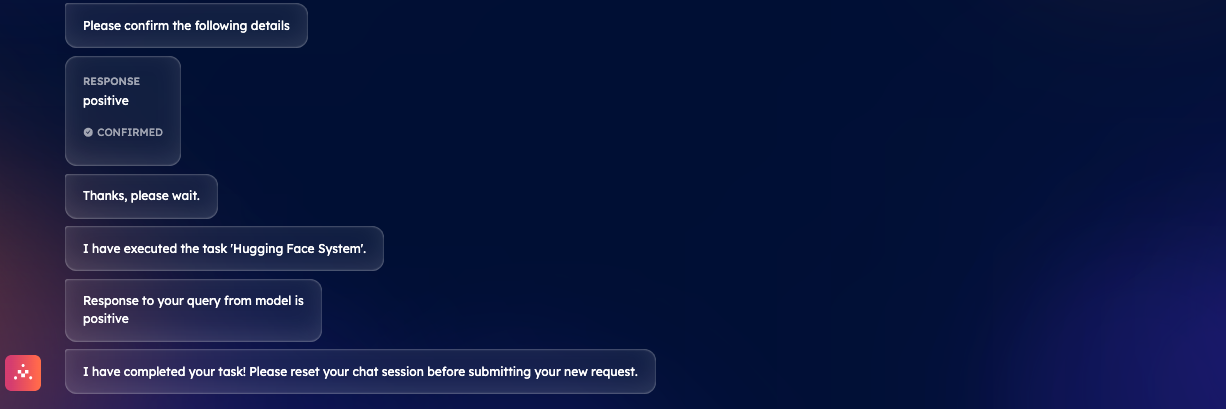 Please confirm the following details
RESPONSE
positive
CONFIRMED
Thanks, please wait.
I have executed the task 'Hugging Face System'.
Response to your query from model is
positive
I have completed your task! Please reset your chat session before submitting your new request.